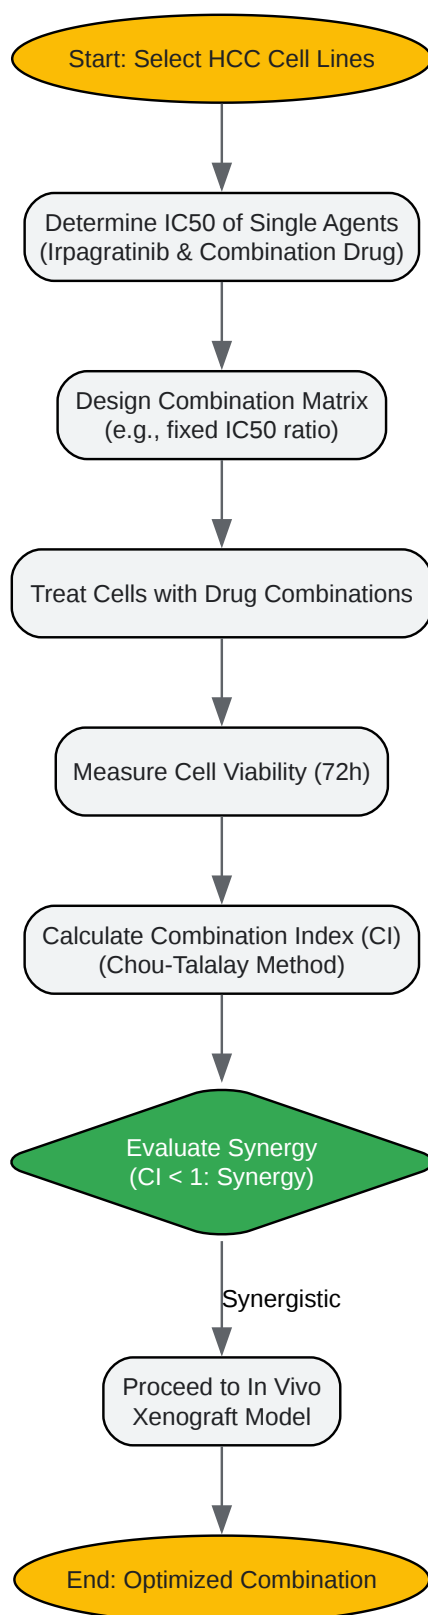 Start: Select HCC Cell Lines
Determine IC50 of Single Agents
(Irpagratinib & Combination Drug)
Design Combination Matrix
(e.g., fixed IC50 ratio)
Treat Cells with Drug Combinations
Measure Cell Viability (72h)
Calculate Combination Index (CI)
(Chou-Talalay Method)
Evaluate Synergy
(CI < 1: Synergy)
Synergistic
Proceed to In Vivo
Xenograft Model
End: Optimized Combination